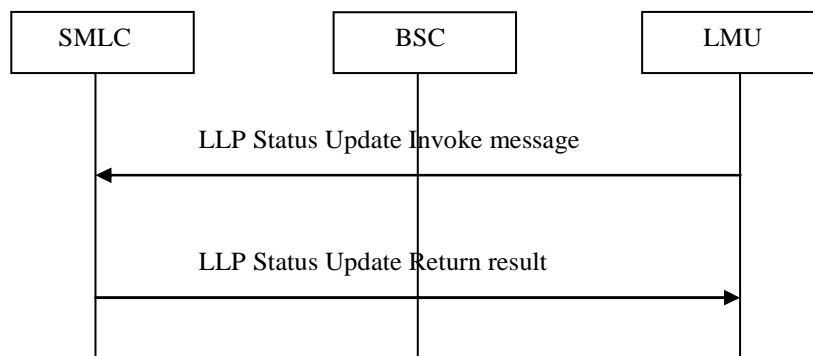 SMLC BSC LMU
LLP Status Update Invoke message
LLP Status Update Return result